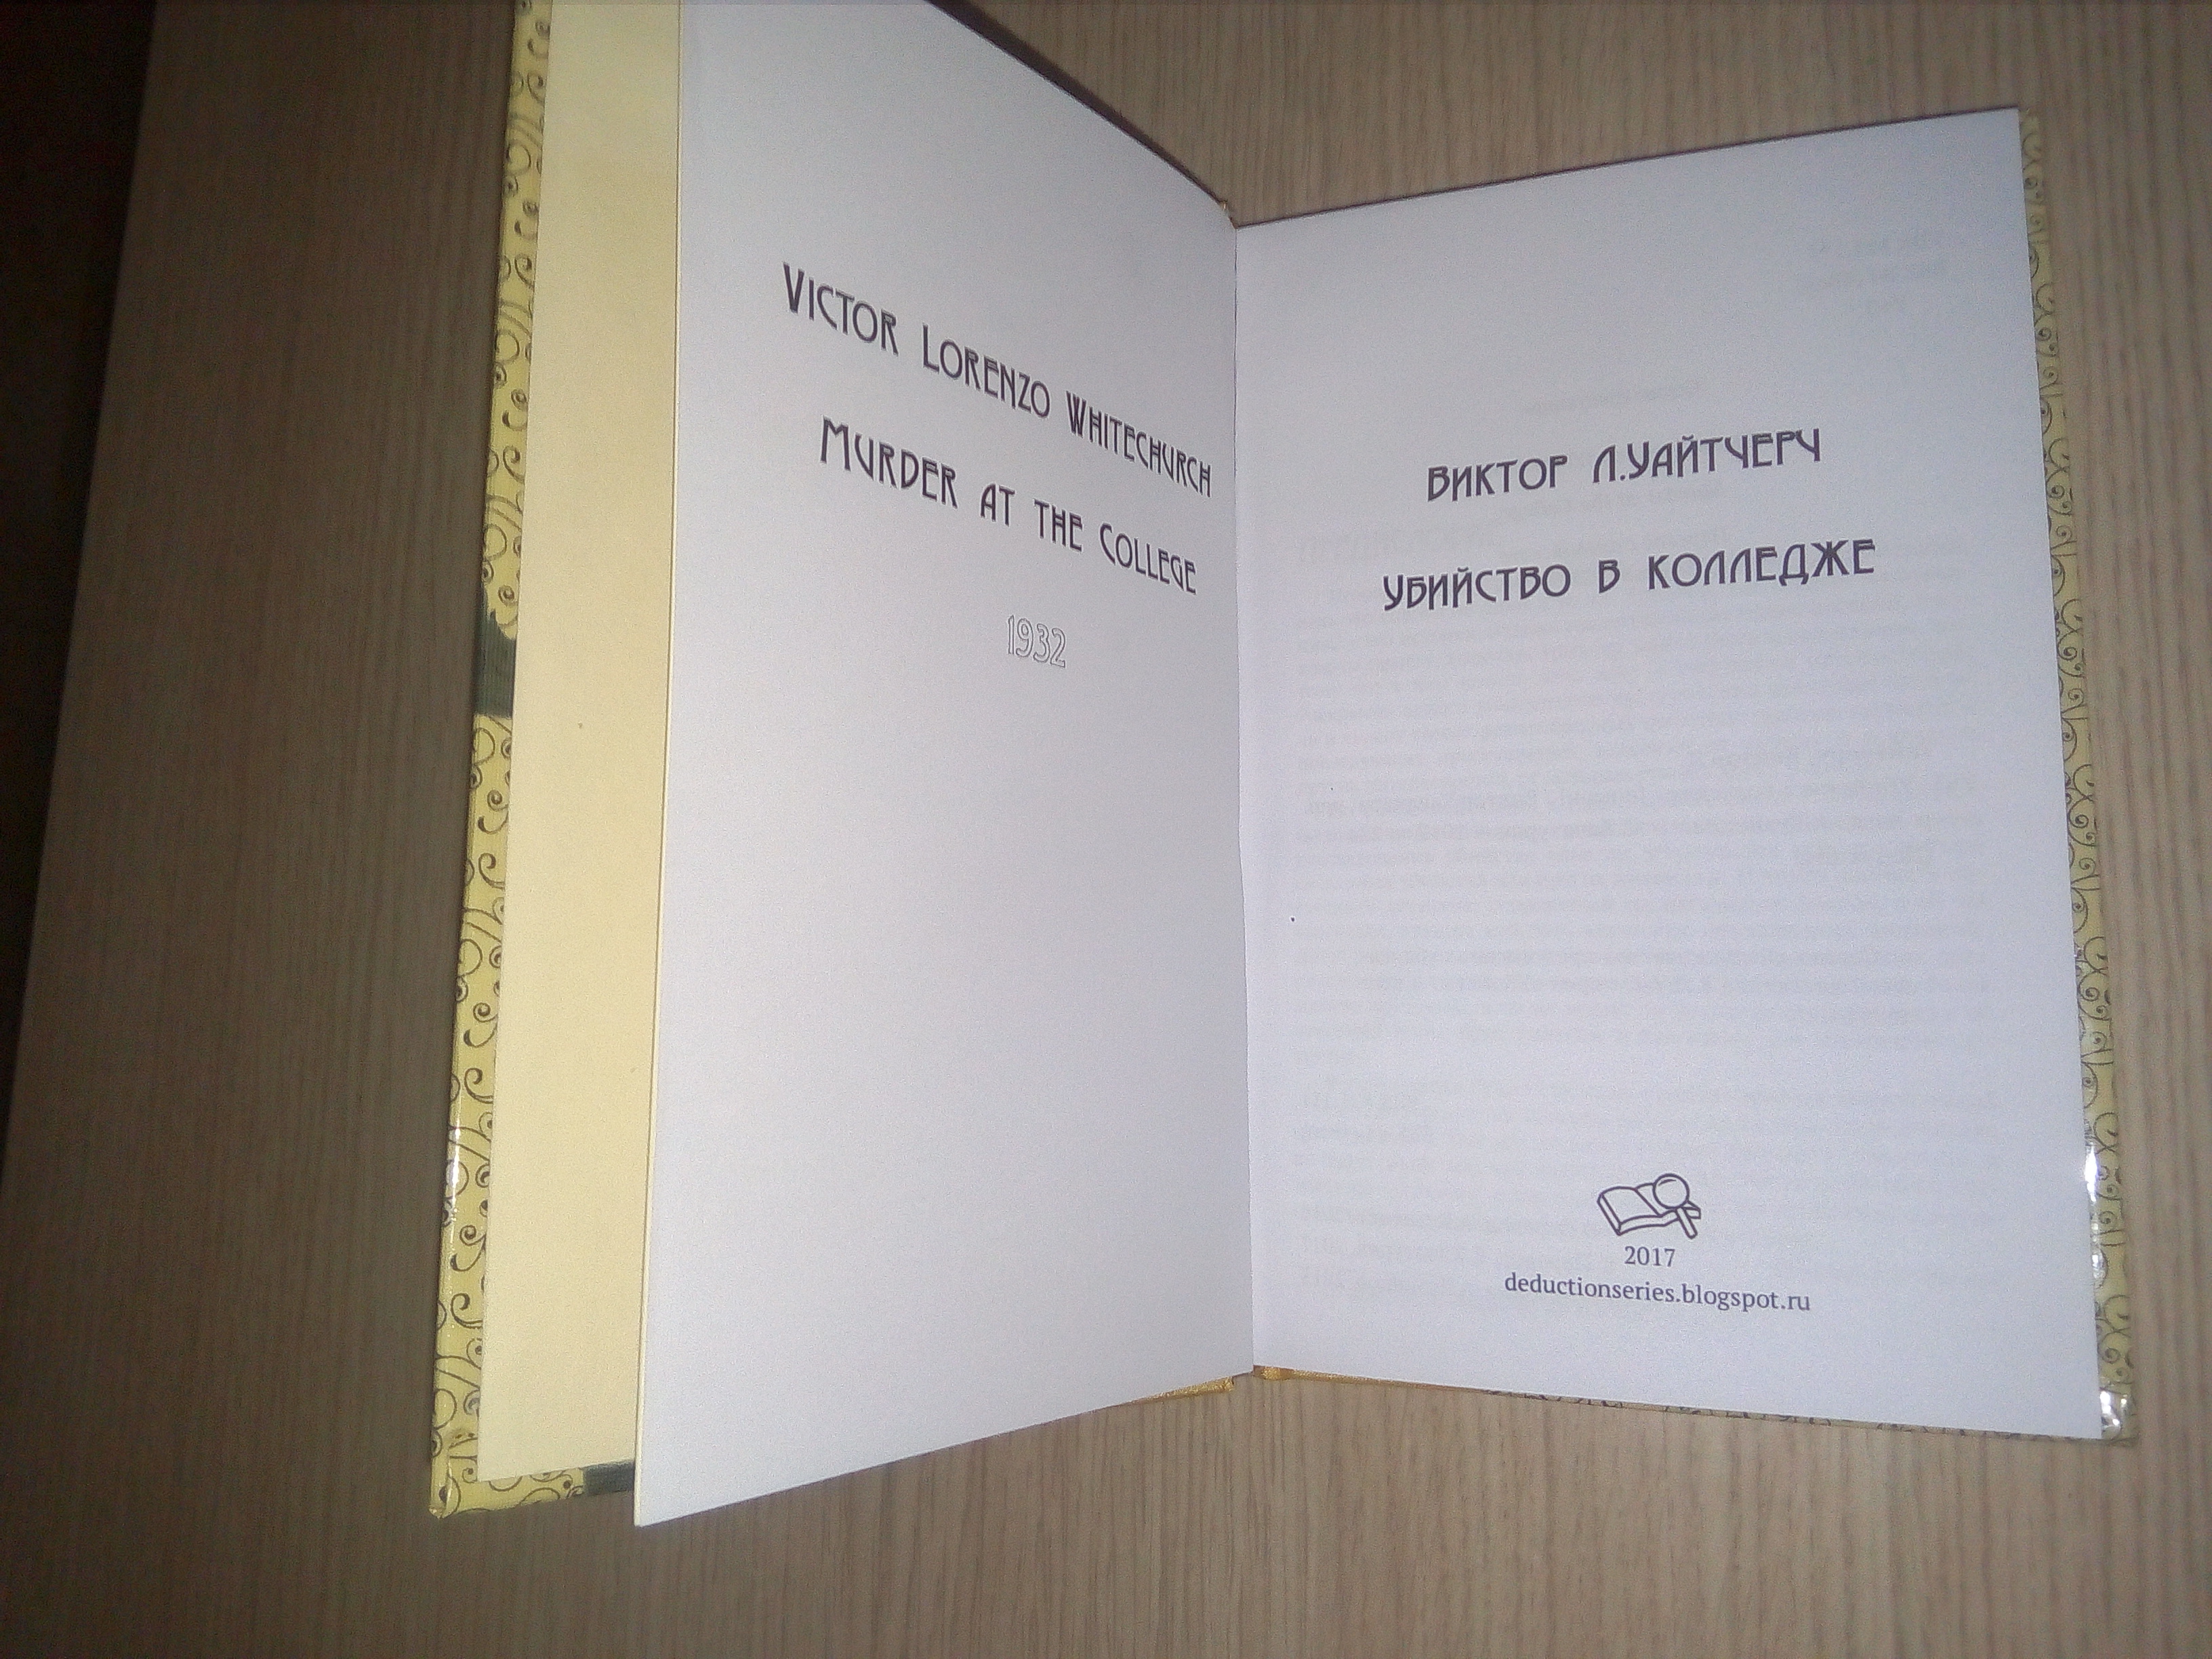 Victor Lorenzo Whitechurch
Murder at the College
1932
Виктор Л.Уайтчерч
Убийство в колледже
2017
deductionseries.blogspot.ru